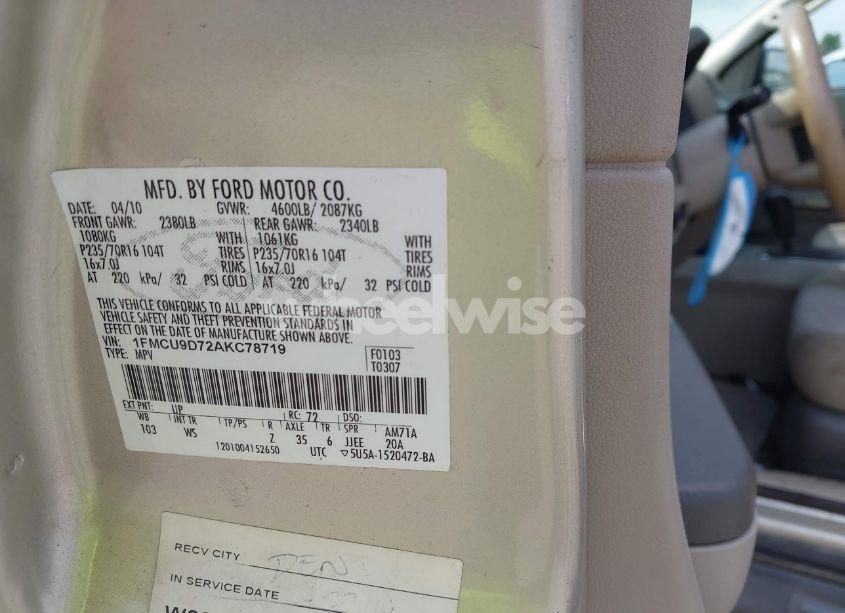 MFD. BY FORD MOTOR CO.
DATE: 04/10 GVWR: 4600LB/ 2087KG
FRONT GAWR: 2380LB REAR GAWR: 2340LB
1080KG WITH 1061KG WITH
P235/70R16 104T TIRES P235/70R16 104T TIRES
16x7.0J RIMS 16x7.0J RIMS
AT 220 kPa/ 32 PSI COLD AT 220 kPa/ 32 PSI COLD
THIS VEHICLE CONFORMS TO ALL APPLICABLE FEDERAL MOTOR
VEHICLE SAFETY AND THEFT PREVENTION STANDARDS IN
EFFECT ON THE DATE OF MANUFACTURE SHOWN ABOVE.
VIN: 1FMCU9D72AKC78719
TYPE: MPV
F0103
T0307
EXT PNT: UP RC: 72 DSO:
WB INT TR TP/PS R AXLE TR SPR AM71A
103 WS Z 35 6 JJEE 20A
1201004152650 UTC ▽5U5A-1520472-BA
wheelwise
RECV CITY DEN
IN SERVICE DATE